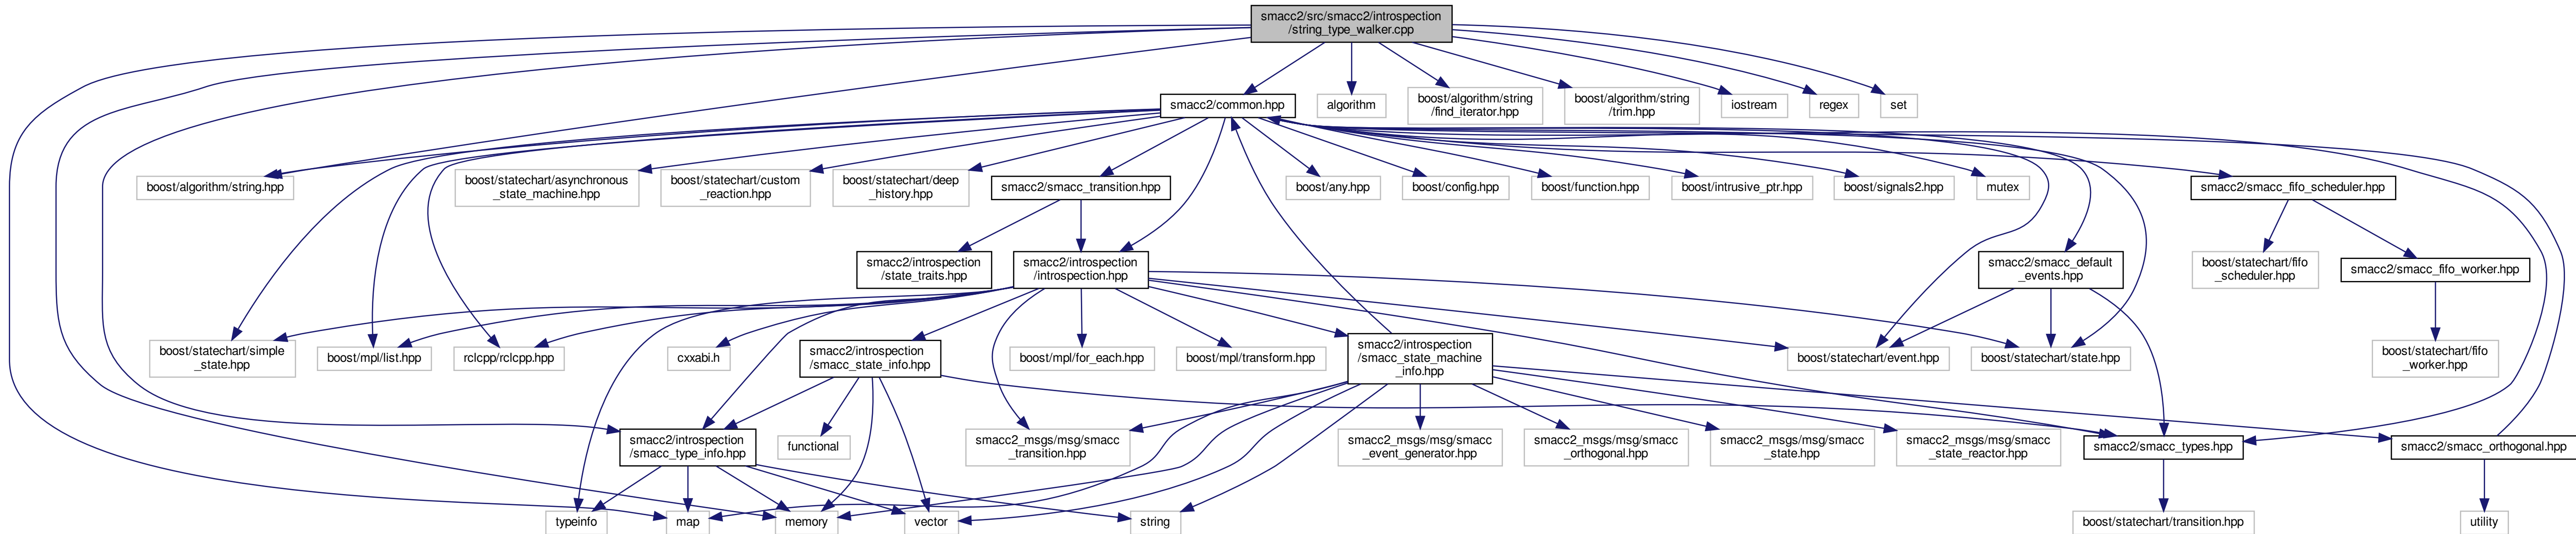 smacc2/src/smacc2/introspection
/string_type_walker.cpp
smacc2/common.hpp
algorithm
boost/algorithm/string
/find_iterator.hpp
boost/algorithm/string
/trim.hpp
iostream
regex
set
boost/algorithm/string.hpp
boost/statechart/asynchronous
_state_machine.hpp
boost/statechart/custom
_reaction.hpp
boost/statechart/deep
_history.hpp
smacc2/smacc_transition.hpp
boost/any.hpp
boost/config.hpp
boost/function.hpp
boost/intrusive_ptr.hpp
boost/signals2.hpp
mutex
smacc2/smacc_fifo_scheduler.hpp
smacc2/introspection
/state_traits.hpp
smacc2/introspection
/introspection.hpp
smacc2/smacc_default
_events.hpp
boost/statechart/fifo
_scheduler.hpp
smacc2/smacc_fifo_worker.hpp
boost/statechart/simple
_state.hpp
boost/mpl/list.hpp
rclcpp/rclcpp.hpp
cxxabi.h
smacc2/introspection
/smacc_state_info.hpp
boost/mpl/for_each.hpp
boost/mpl/transform.hpp
smacc2/introspection
/smacc_state_machine
_info.hpp
boost/statechart/event.hpp
boost/statechart/state.hpp
boost/statechart/fifo
_worker.hpp
smacc2/introspection
/smacc_type_info.hpp
functional
smacc2_msgs/msg/smacc
_transition.hpp
smacc2_msgs/msg/smacc
_event_generator.hpp
smacc2_msgs/msg/smacc
_orthogonal.hpp
smacc2_msgs/msg/smacc
_state.hpp
smacc2_msgs/msg/smacc
_state_reactor.hpp
smacc2/smacc_types.hpp
smacc2/smacc_orthogonal.hpp
typeinfo
map
memory
vector
string
boost/statechart/transition.hpp
utility